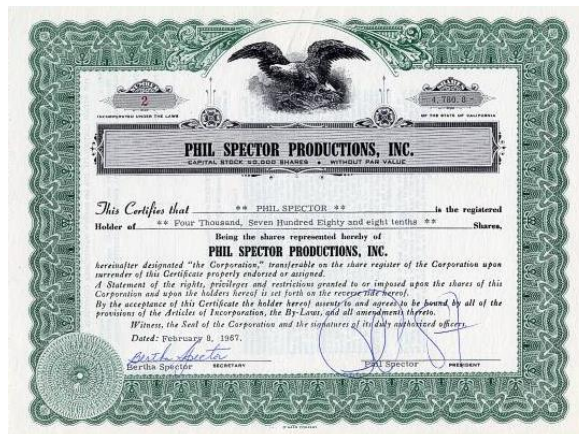 2
4,780.8
INCORPORATED UNDER THE LAWS
OF THE STATE OF CALIFORNIA
PHIL SPECTOR PRODUCTIONS, INC.
CAPITAL STOCK 50,000 SHARES • WITHOUT PAR VALUE
This Certifies that ** PHIL SPECTOR ** is the registered
Holder of ** Four Thousand, Seven Hundred Eighty and eight tenths ** Shares,
Being the shares represented hereby of
PHIL SPECTOR PRODUCTIONS, INC.
hereinafter designated "the Corporation," transferable on the share register of the Corporation upon
surrender of this Certificate properly endorsed or assigned.
A Statement of the rights, privileges and restrictions granted to or imposed upon the shares of this
Corporation and upon the holders hereof is set forth on the reverse side hereof.
By the acceptance of this Certificate the holder hereof assents to and agrees to be bound by all of the
provisions of the Articles of Incorporation, the By-Laws, and all amendments thereto.
Witness, the Seal of the Corporation and the signatures of its duly authorized officers.
Dated: February 8, 1967.
Bertha Spector
Bertha Spector SECRETARY
Phil Spector PRESIDENT